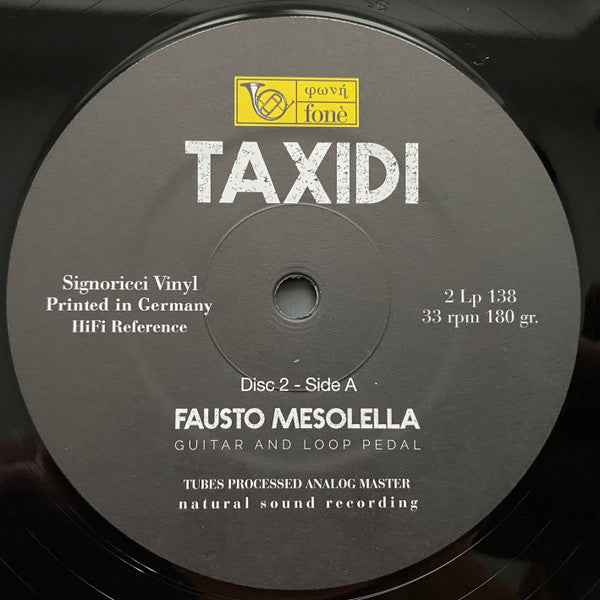 φωνή
fonè
TAXIDI
Signoricci Vinyl
Printed in Germany
HiFi Reference
2 Lp 138
33 rpm 180 gr.
Disc 2 - Side A
FAUSTO MESOLELLA
GUITAR AND LOOP PEDAL
TUBES PROCESSED ANALOG MASTER
natural sound recording